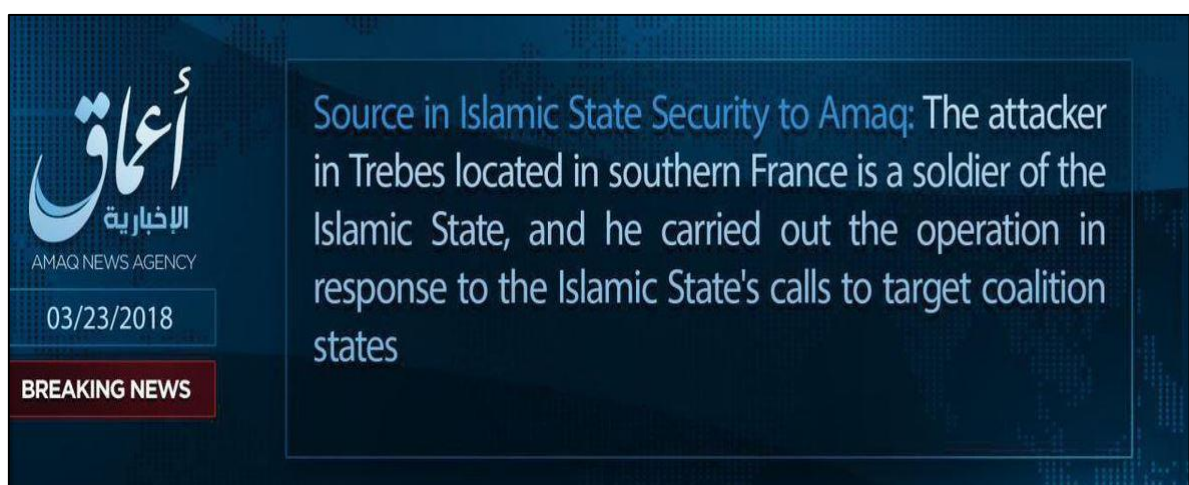 أعماق
الإخبارية
AMAQ NEWS AGENCY
03/23/2018
BREAKING NEWS
Source in Islamic State Security to Amaq: The attacker
in Trebes located in southern France is a soldier of the
Islamic State, and he carried out the operation in
response to the Islamic State's calls to target coalition
states